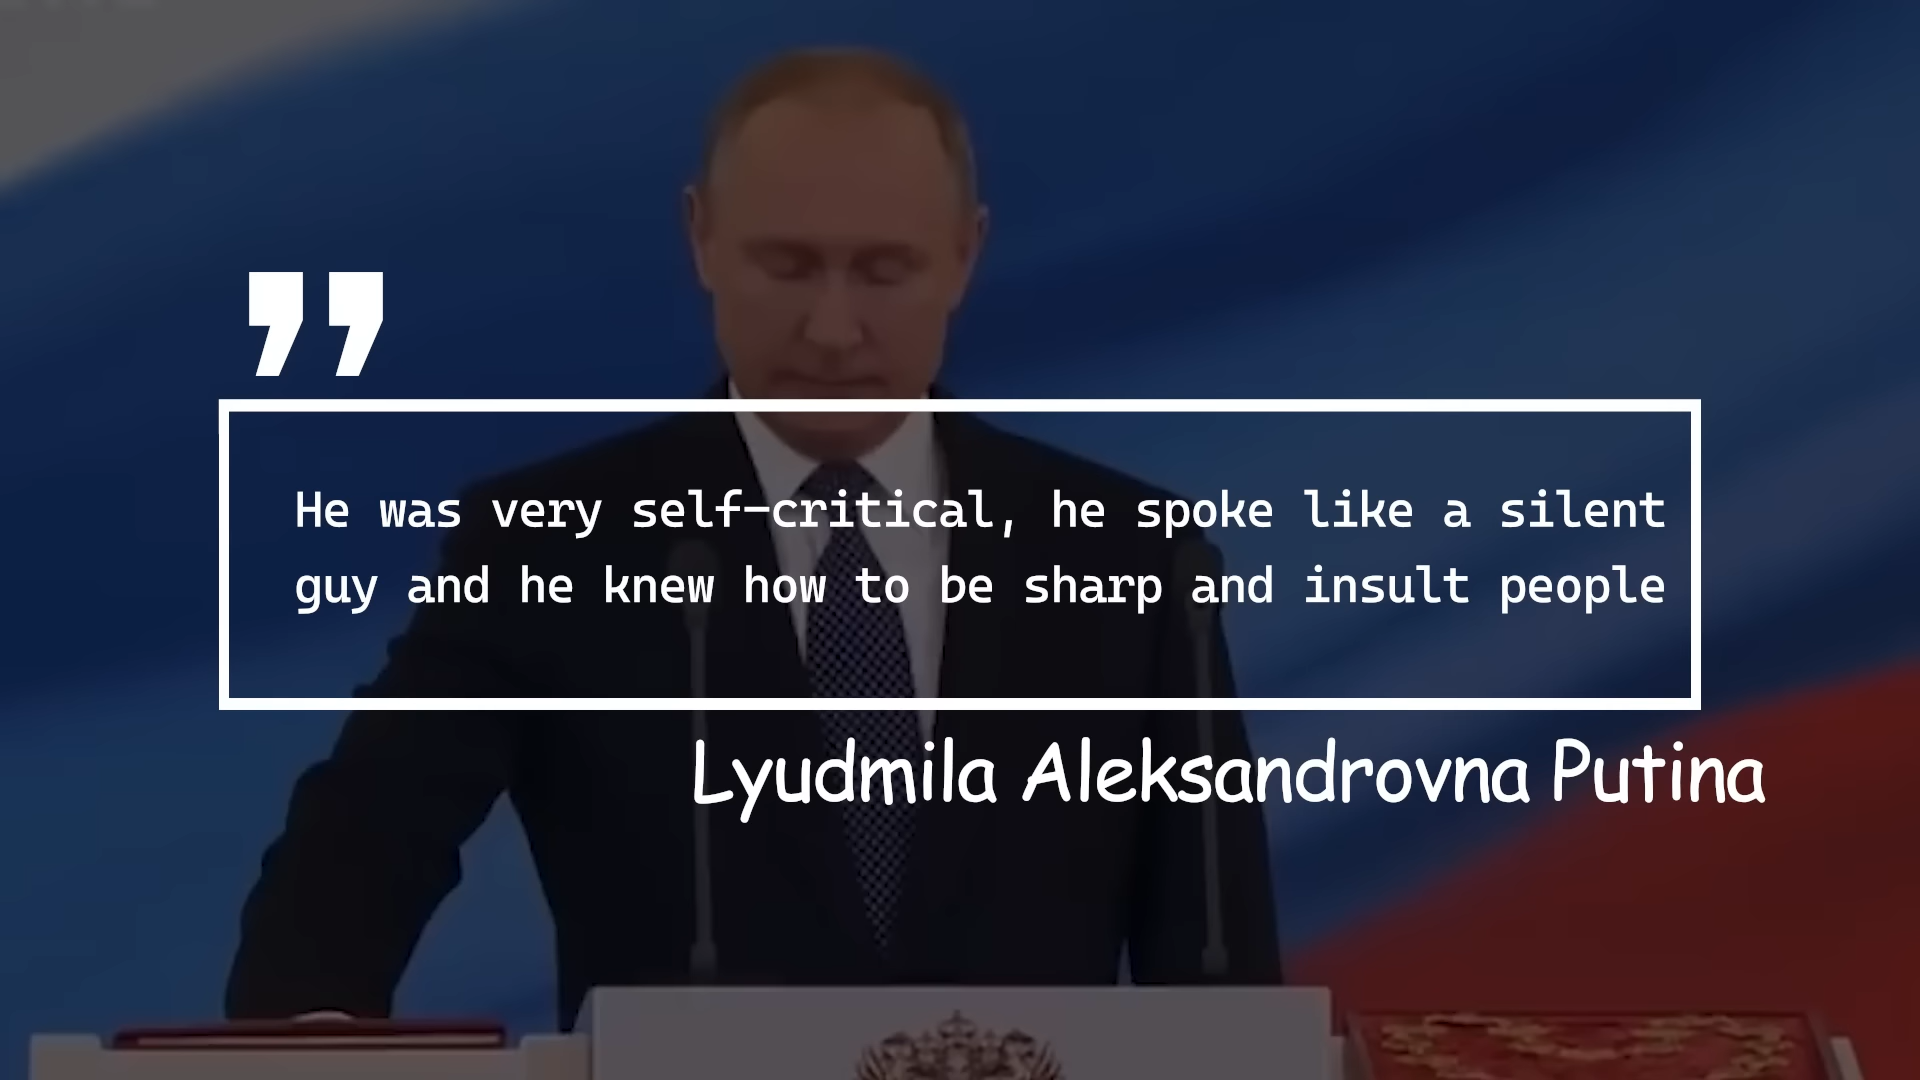 ”
He was very self-critical, he spoke like a silent
guy and he knew how to be sharp and insult people
Lyudmila Aleksandrovna Putina